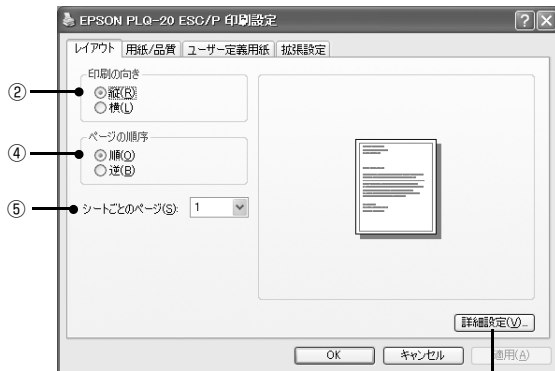 EPSON PLQ-20 ESC/P 印刷設定
レイアウト 用紙/品質 ユーザー定義用紙 拡張設定
印刷の向き
② 縦(R)
横(L)
ページの順序
④ 順(O)
逆(B)
⑤ シートごとのページ(S): 1
詳細設定(V)...
OK キャンセル 適用(A)